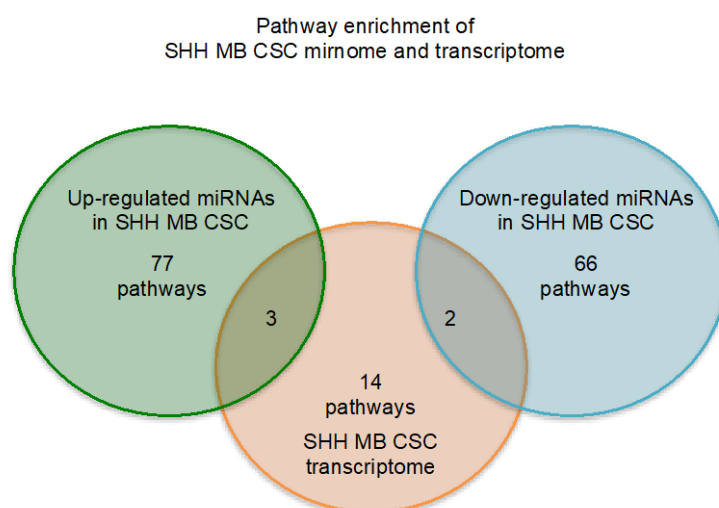 Pathway enrichment of
SHH MB CSC mirnome and transcriptome
Up-regulated miRNAs
in SHH MB CSC
77
pathways
Down-regulated miRNAs
in SHH MB CSC
66
pathways
3
2
14
pathways
SHH MB CSC
transcriptome